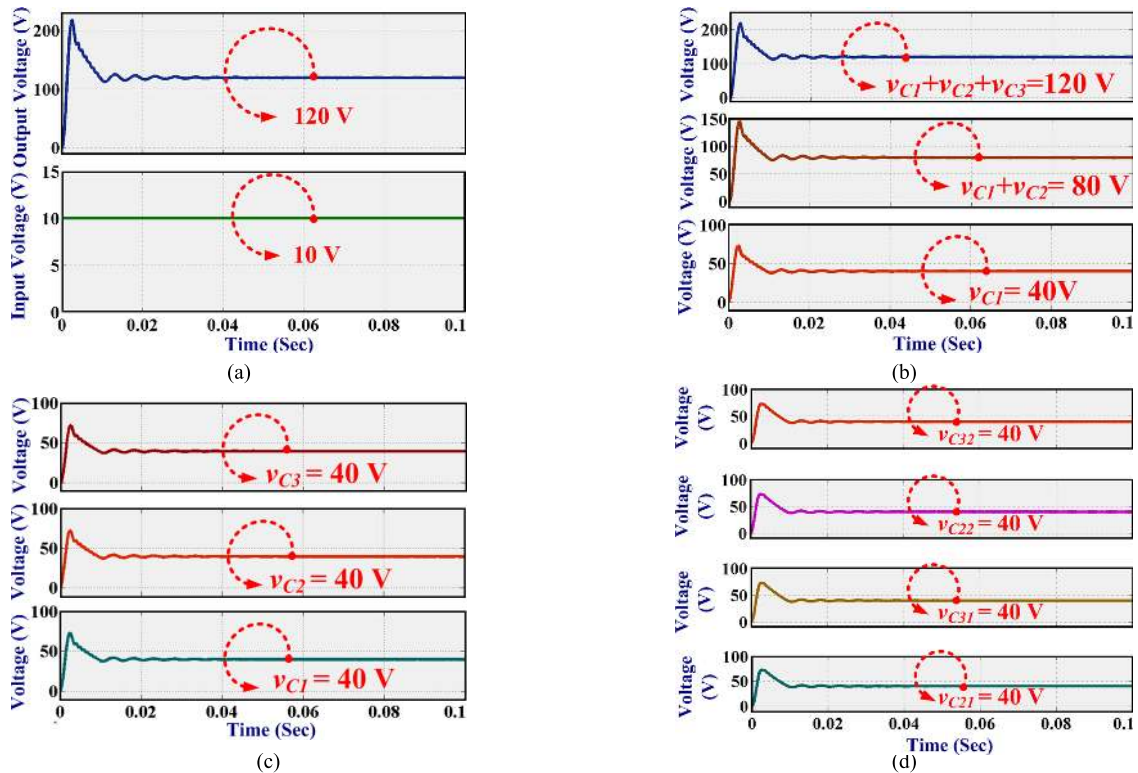 Output Voltage (V)
200
100
0
120 V
Input Voltage (V)
15
10
5
0
10 V
0
0.02
0.04
0.06
0.08
0.1
Time (Sec)
(a)
Voltage (V)
200
100
0
vC1+vC2+vC3=120 V
Voltage (V)
150
100
50
0
vC1+vC2= 80 V
Voltage (V)
100
50
0
vC1= 40V
0
0.02
0.04
0.06
0.08
0.1
Time (Sec)
(b)
Voltage (V)
100
50
0
vC3= 40 V
Voltage (V)
100
50
0
vC2= 40 V
Voltage (V)
100
50
0
vC1= 40 V
0
0.02
0.04
0.06
0.08
0.1
Time (Sec)
(c)
Voltage
(V)
100
50
0
vC32= 40 V
Voltage
(V)
100
50
0
vC22= 40 V
Voltage
(V)
100
50
0
vC31= 40 V
Voltage
(V)
100
50
0
vC21= 40 V
0
0.02
0.04
0.06
0.08
0.1
Time (Sec)
(d)